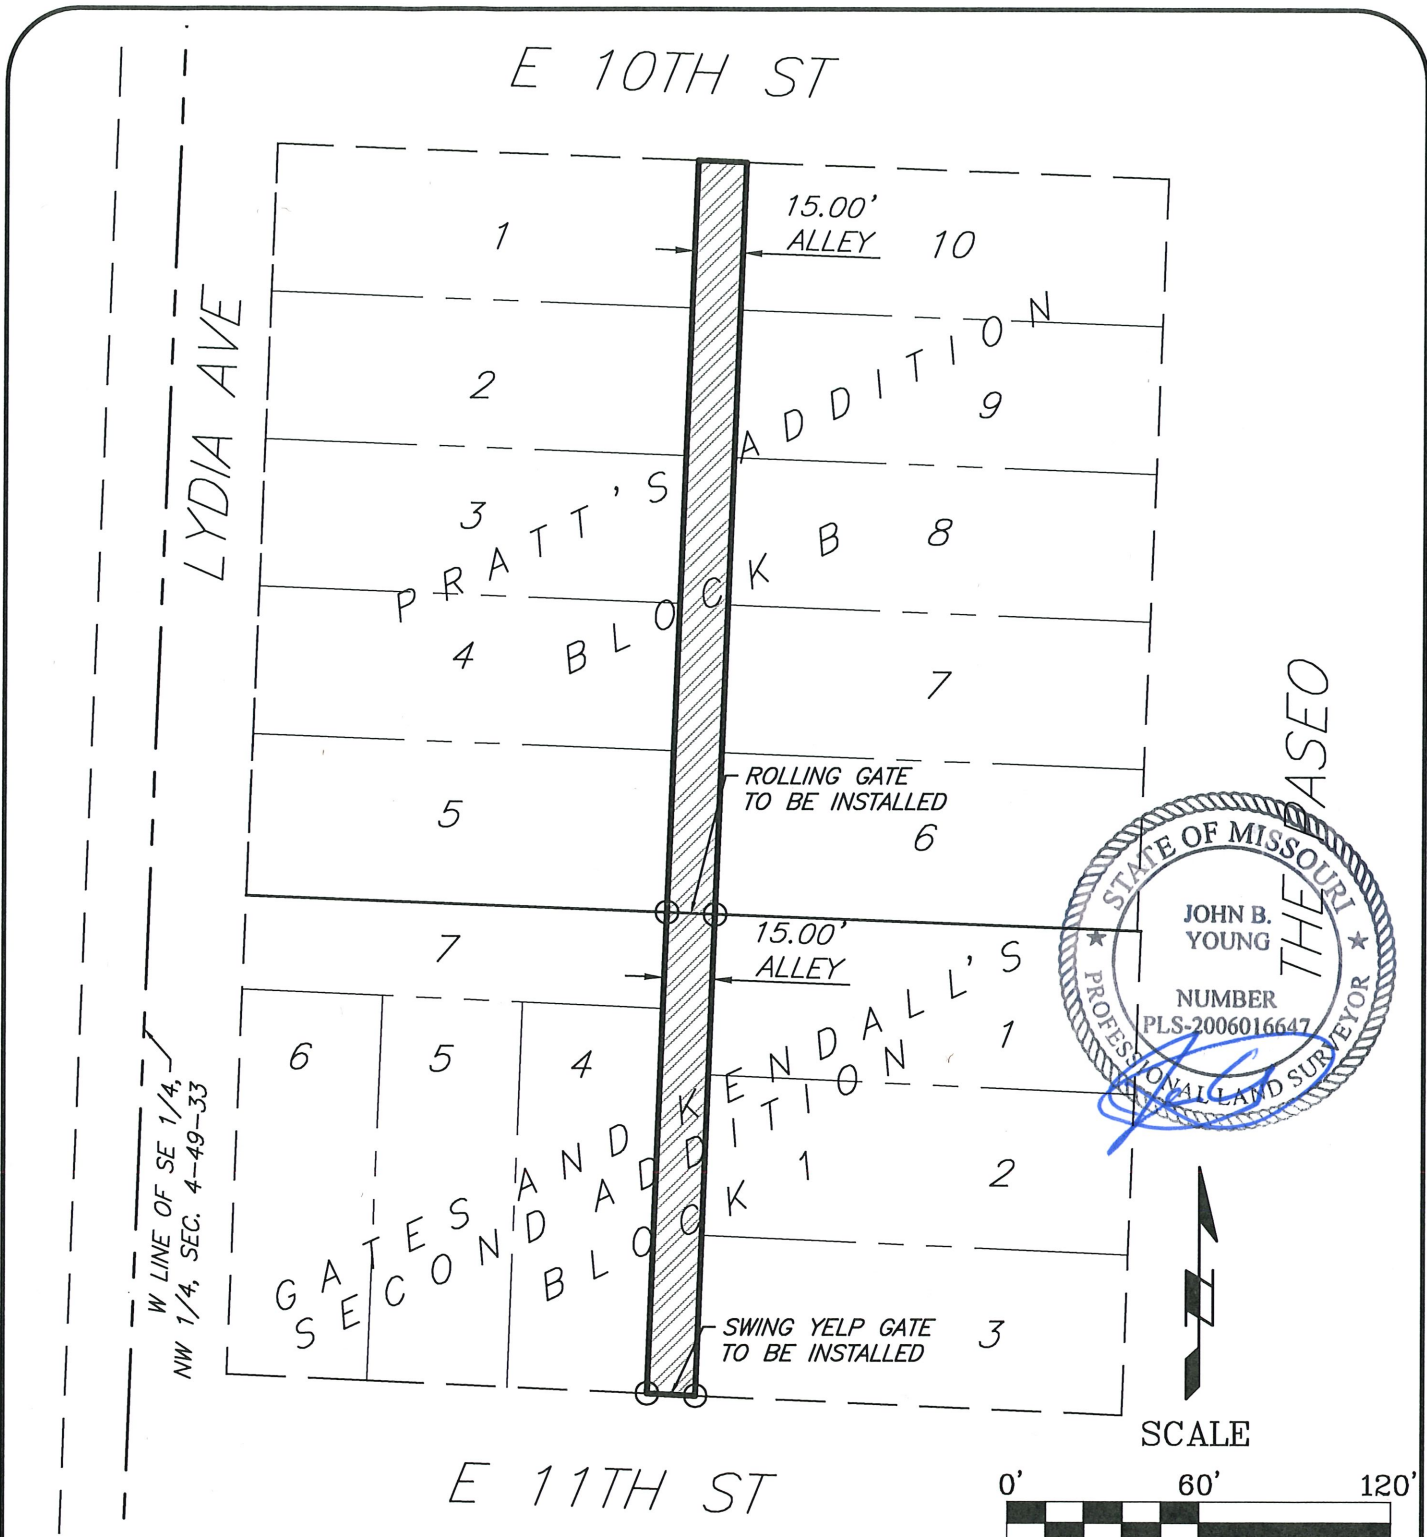 E 10TH ST
15.00'
ALLEY
1
10
2
9
LYDIA AVE
PRATT'S ADDITION
BLOCK B
3
8
4
7
THE PASEO
ROLLING GATE
TO BE INSTALLED
5
6
STATE OF MISSOURI
JOHN B.
YOUNG
NUMBER
PLS-2006016647
PROFESSIONAL LAND SURVEYOR
7
15.00'
ALLEY
6
5
4
1
GATES AND KENDALL'S
SECOND ADDITION
BLOCK 1
2
W LINE OF SE 1/4,
NW 1/4, SEC. 4-49-33
SWING YELP GATE
TO BE INSTALLED
3
SCALE
E 11TH ST
0' 60' 120'